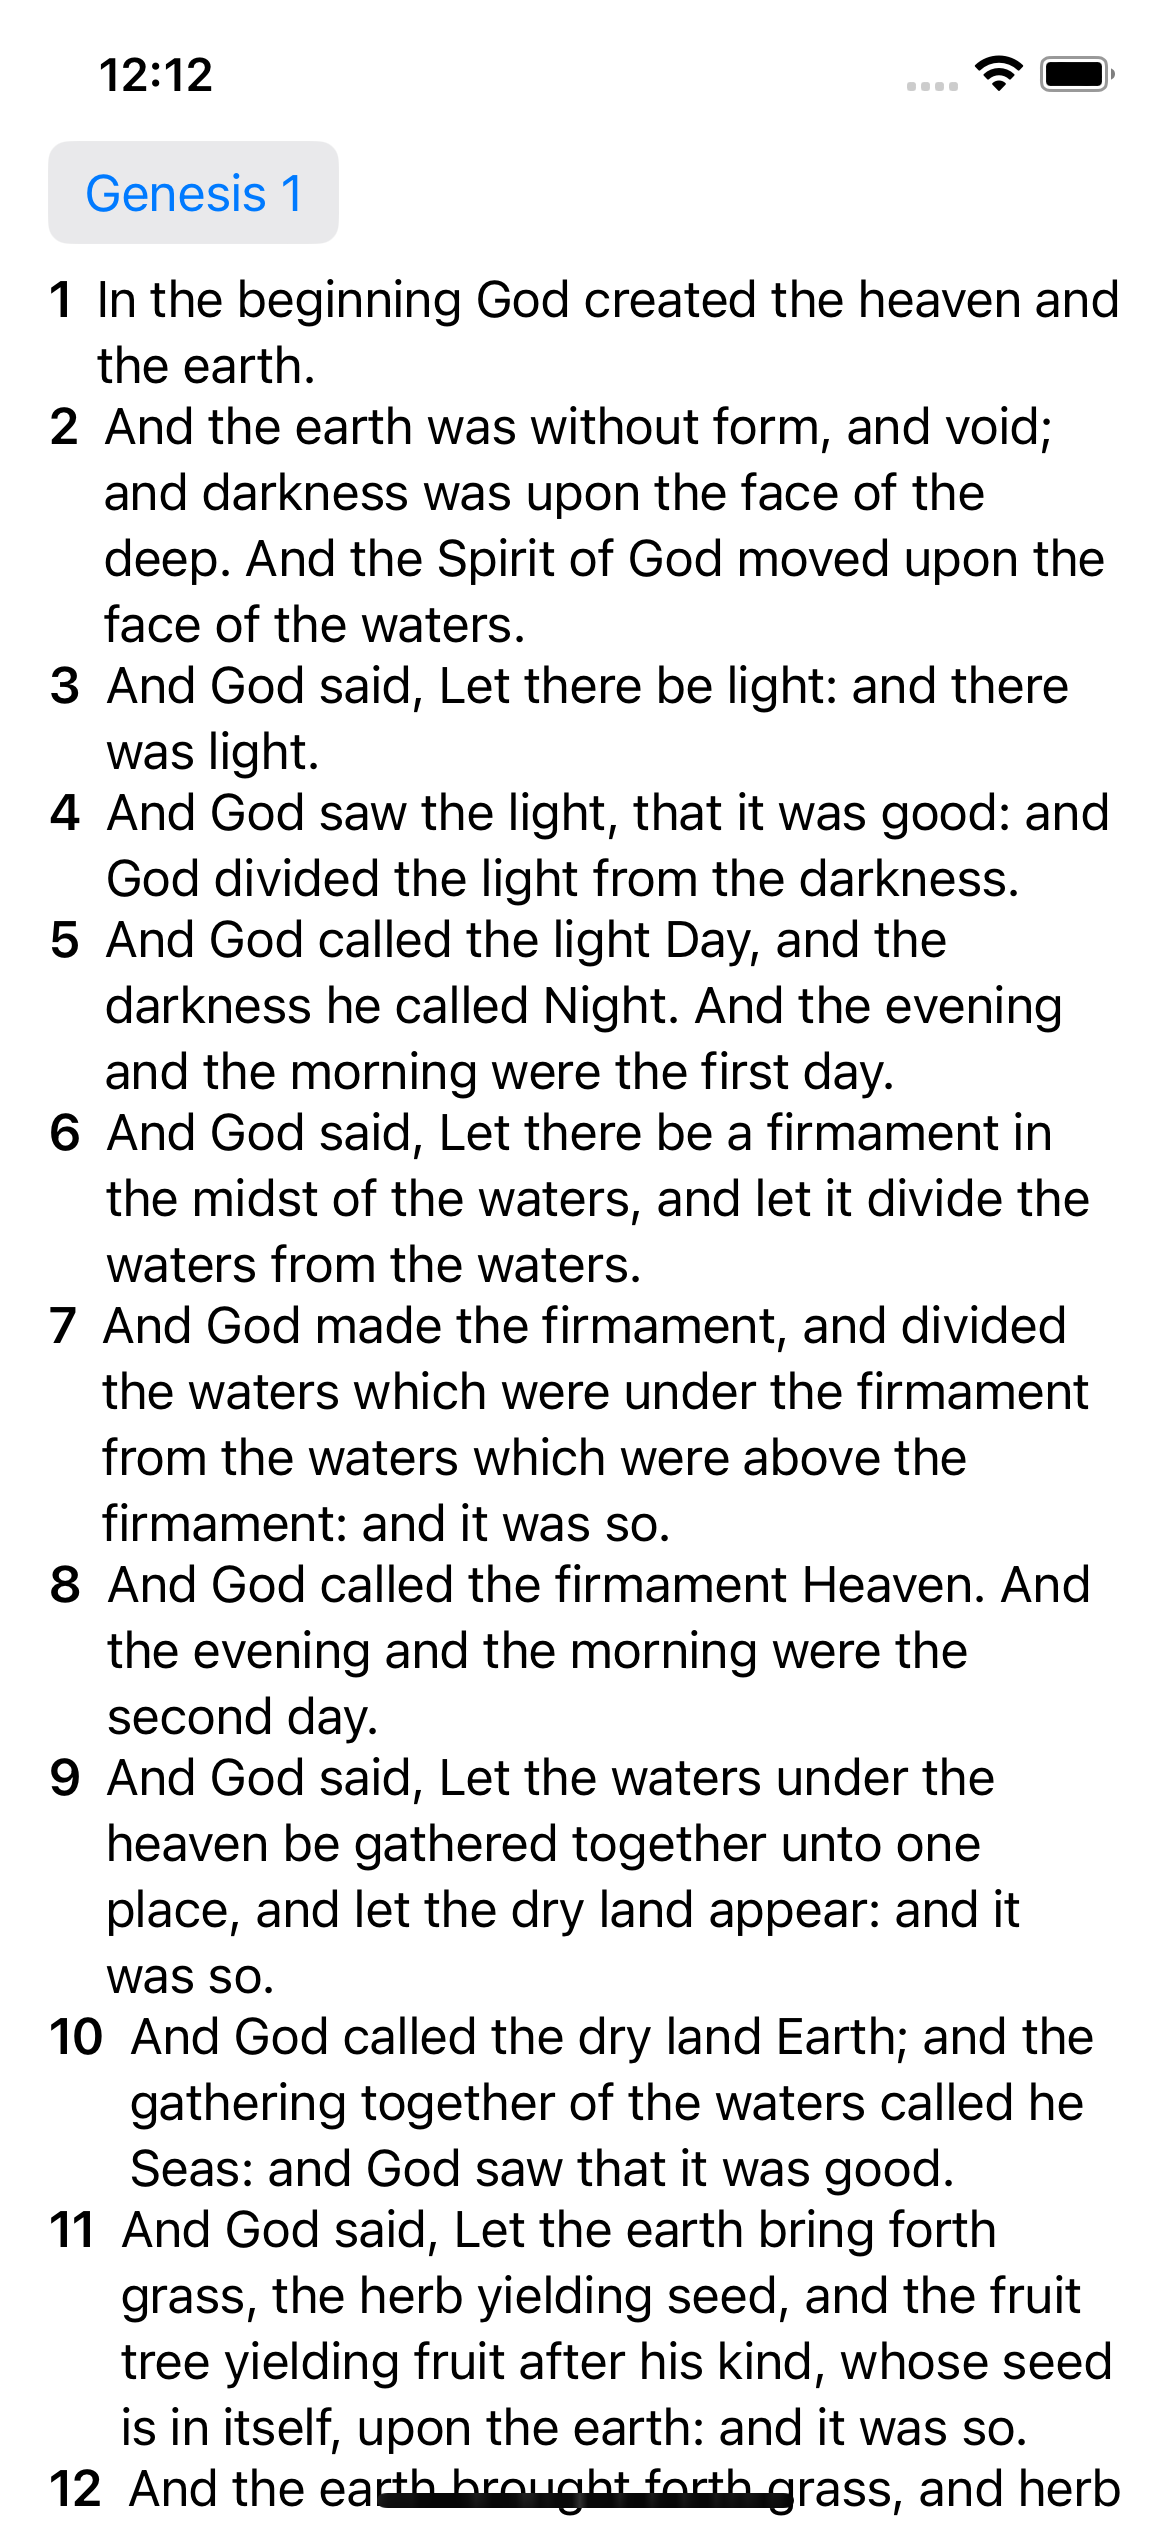 12:12
Genesis 1
1 In the beginning God created the heaven and
the earth.
2 And the earth was without form, and void;
and darkness was upon the face of the
deep. And the Spirit of God moved upon the
face of the waters.
3 And God said, Let there be light: and there
was light.
4 And God saw the light, that it was good: and
God divided the light from the darkness.
5 And God called the light Day, and the
darkness he called Night. And the evening
and the morning were the first day.
6 And God said, Let there be a firmament in
the midst of the waters, and let it divide the
waters from the waters.
7 And God made the firmament, and divided
the waters which were under the firmament
from the waters which were above the
firmament: and it was so.
8 And God called the firmament Heaven. And
the evening and the morning were the
second day.
9 And God said, Let the waters under the
heaven be gathered together unto one
place, and let the dry land appear: and it
was so.
10 And God called the dry land Earth; and the
gathering together of the waters called he
Seas: and God saw that it was good.
11 And God said, Let the earth bring forth
grass, the herb yielding seed, and the fruit
tree yielding fruit after his kind, whose seed
is in itself, upon the earth: and it was so.
12 And the earth brought forth grass, and herb